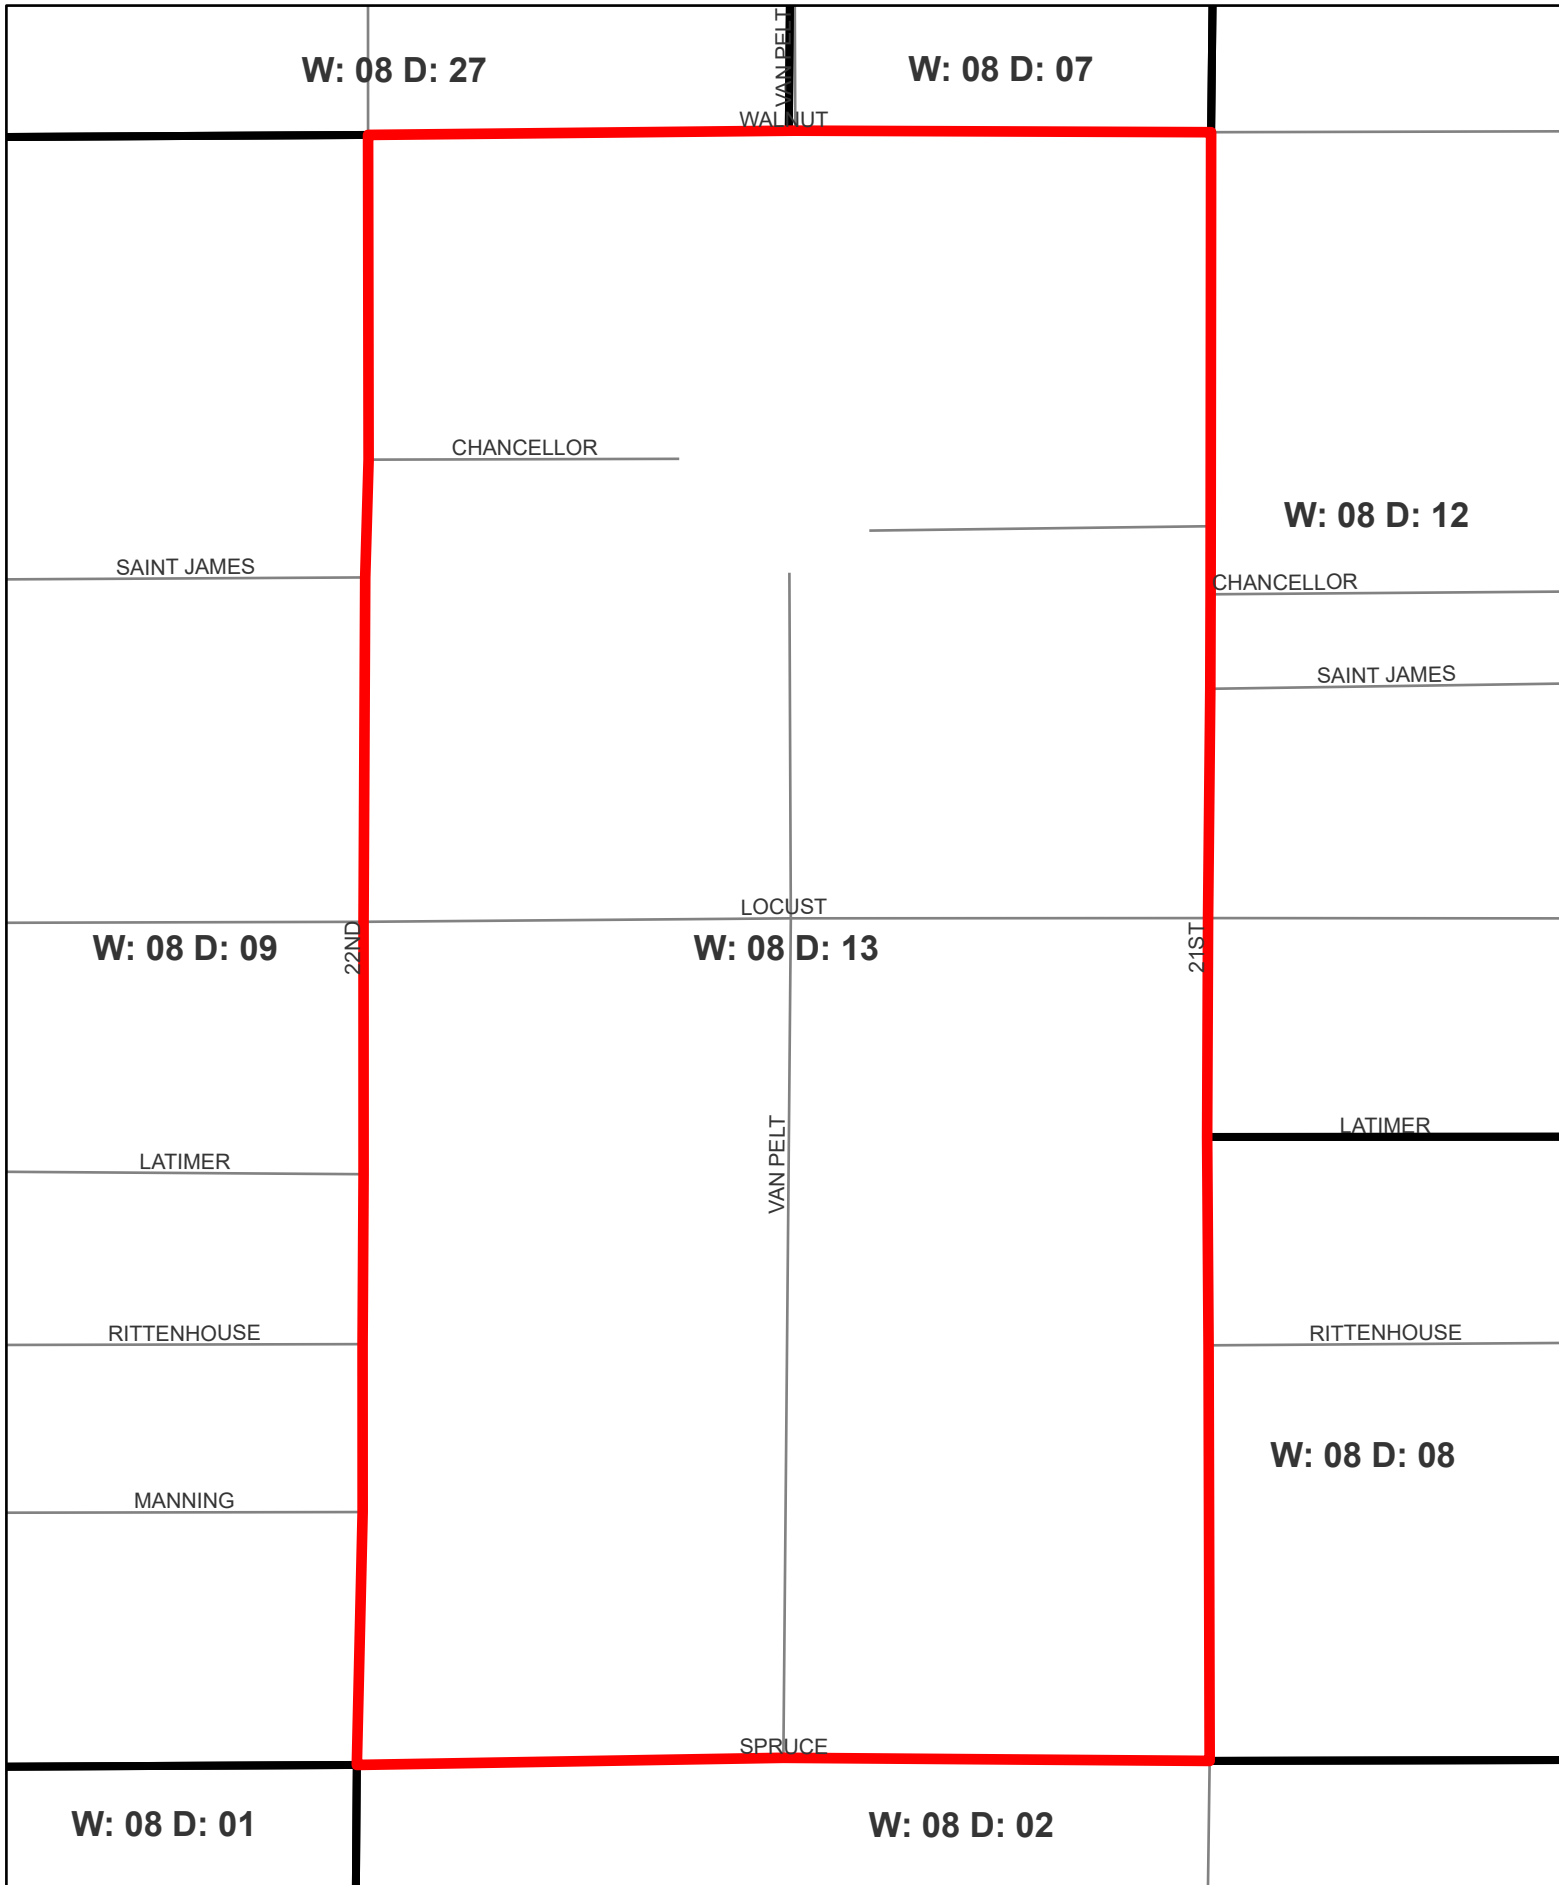 VAN PELT
W: 08 D: 27
W: 08 D: 07
WALNUT
CHANCELLOR
W: 08 D: 12
SAINT JAMES
CHANCELLOR
SAINT JAMES
LOCUST
22ND
W: 08 D: 09
W: 08 D: 13
21ST
LATIMER
VAN PELT
LATIMER
RITTENHOUSE
RITTENHOUSE
W: 08 D: 08
MANNING
SPRUCE
W: 08 D: 01
W: 08 D: 02